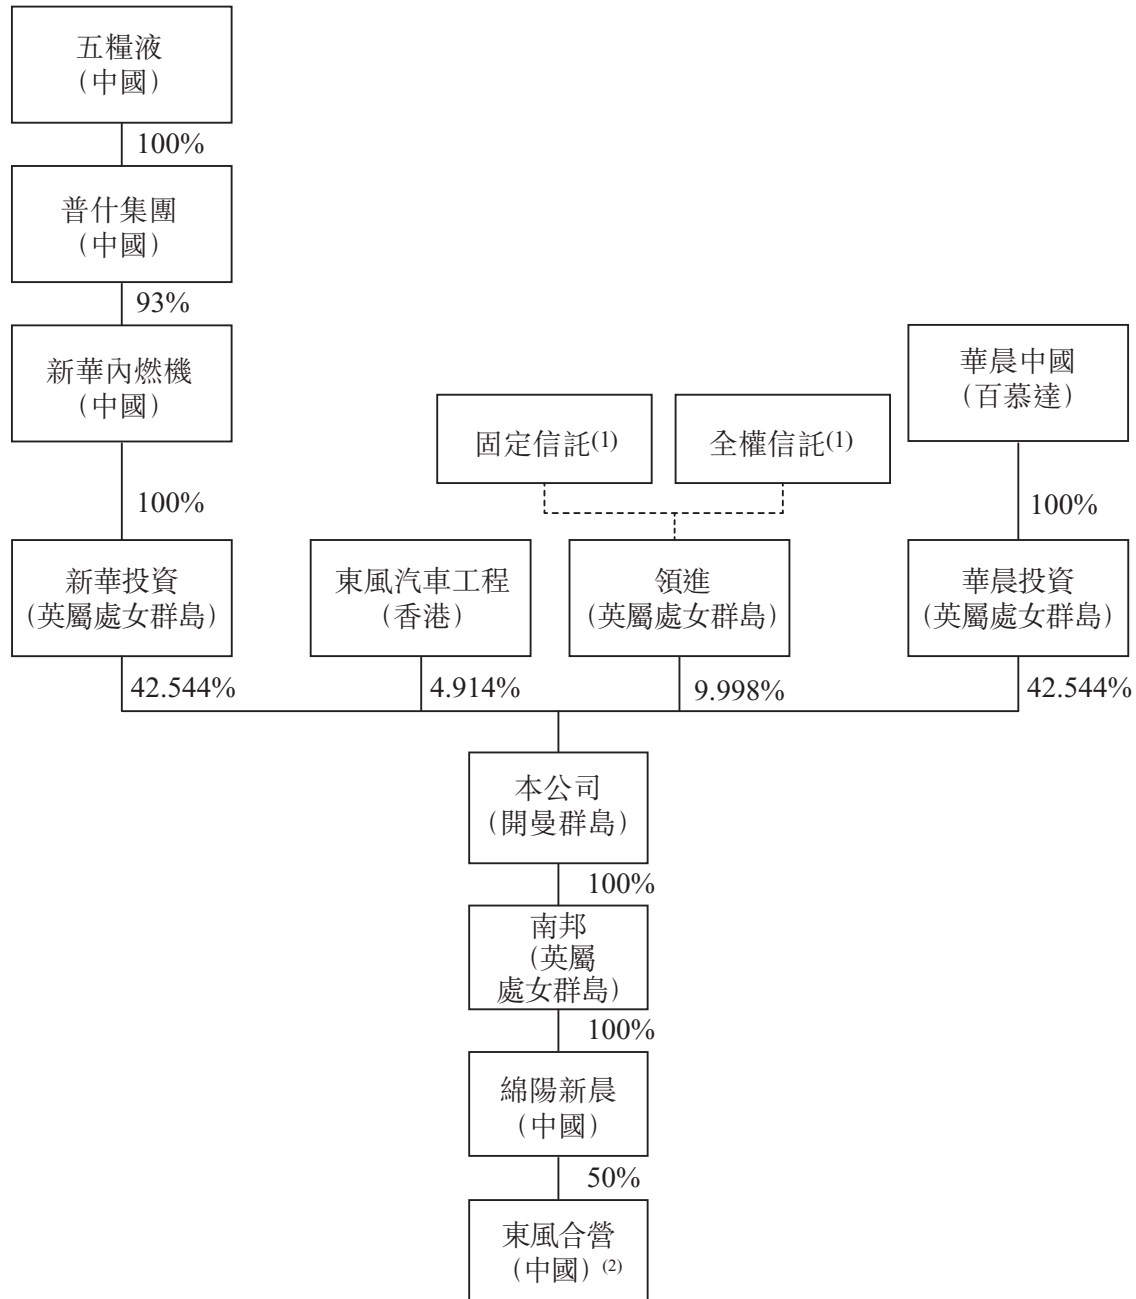 五糧液
(中國)
100%
普什集團
(中國)
93%
新華內燃機
(中國)
華晨中國
(百慕達)
固定信託(1)
全權信託(1)
100%
100%
新華投資
(英屬處女群島)
東風汽車工程
(香港)
領進
(英屬處女群島)
華晨投資
(英屬處女群島)
42.544%
4.914%
9.998%
42.544%
本公司
(開曼群島)
100%
南邦
(英屬
處女群島)
100%
綿陽新晨
(中國)
50%
東風合營
(中國)(2)